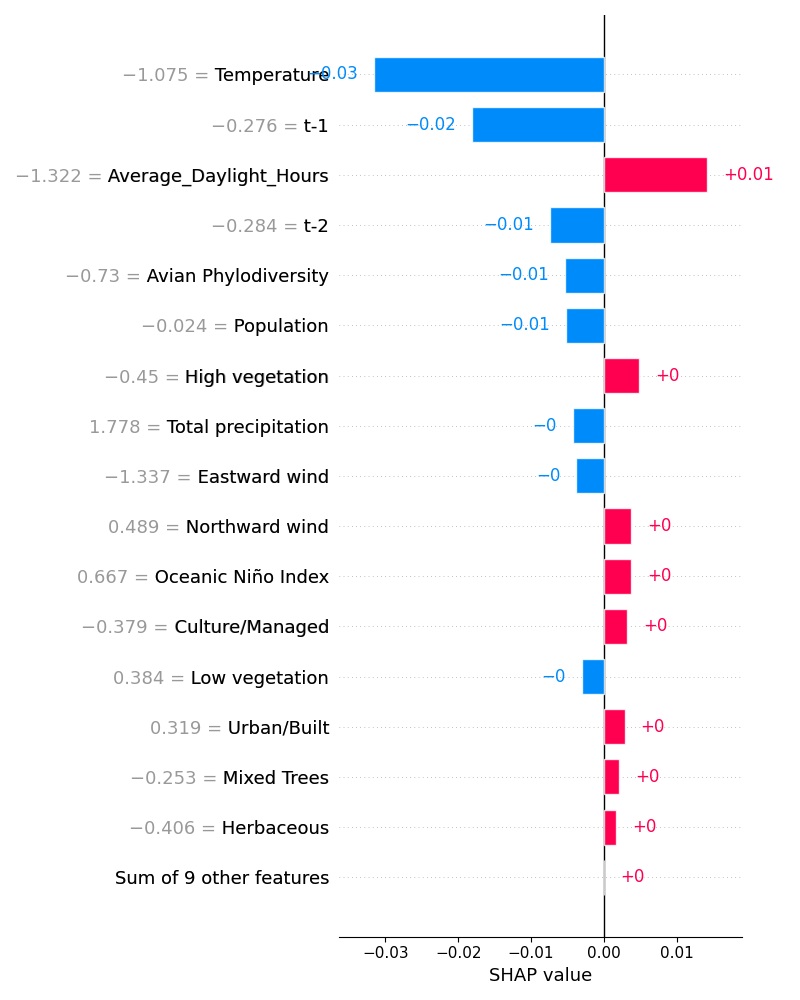 −1.075 = Temperature −0.03
−0.276 = t-1 −0.02
−1.322 = Average_Daylight_Hours +0.01
−0.284 = t-2 −0.01
−0.73 = Avian Phylodiversity −0.01
−0.024 = Population −0.01
−0.45 = High vegetation +0
1.778 = Total precipitation −0
−1.337 = Eastward wind −0
0.489 = Northward wind +0
0.667 = Oceanic Niño Index +0
−0.379 = Culture/Managed +0
0.384 = Low vegetation −0
0.319 = Urban/Built +0
−0.253 = Mixed Trees +0
−0.406 = Herbaceous +0
Sum of 9 other features +0
−0.03 −0.02 −0.01 0.00 0.01
SHAP value